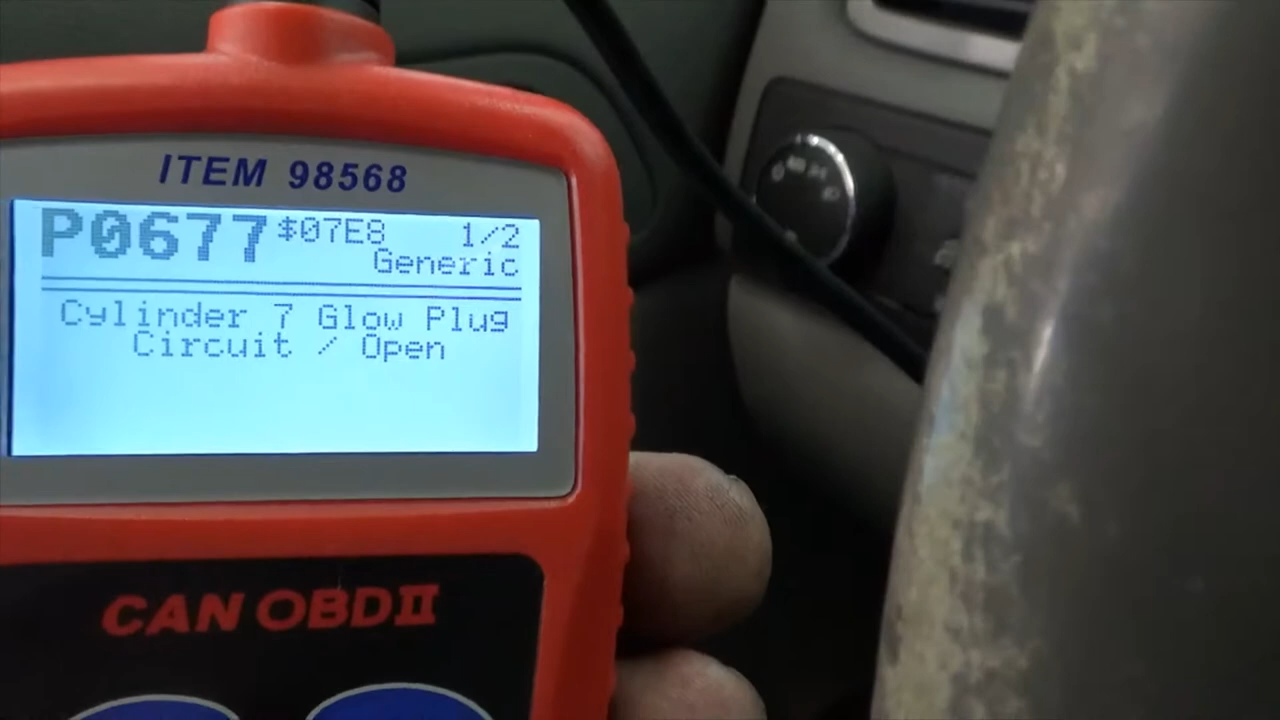 ITEM 98568
P0677 $07E8 1/2
Generic
Cylinder 7 Glow Plug
Circuit / Open
CAN OBDII